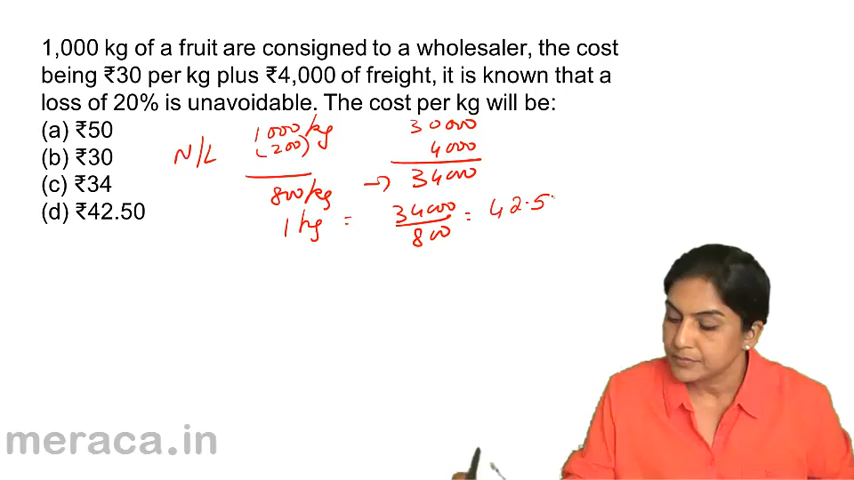 1,000 kg of a fruit are consigned to a wholesaler, the cost
being ₹30 per kg plus ₹4,000 of freight, it is known that a
loss of 20% is unavoidable. The cost per kg will be:
(a) ₹50
(b) ₹30
(c) ₹34
(d) ₹42.50
1000 kg
30000
N/L (200)
4000
800 kg → 34000
1 kg = 34000/800 = 42.5
meraca.in